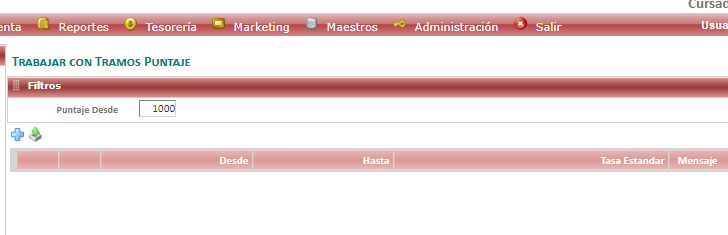 Cursad
enta Reportes Tesorería Marketing Maestros Administración Salir Usua
TRABAJAR CON TRAMOS PUNTAJE
Filtros
Puntaje Desde 1000
Desde Hasta Tasa Estandar Mensaje